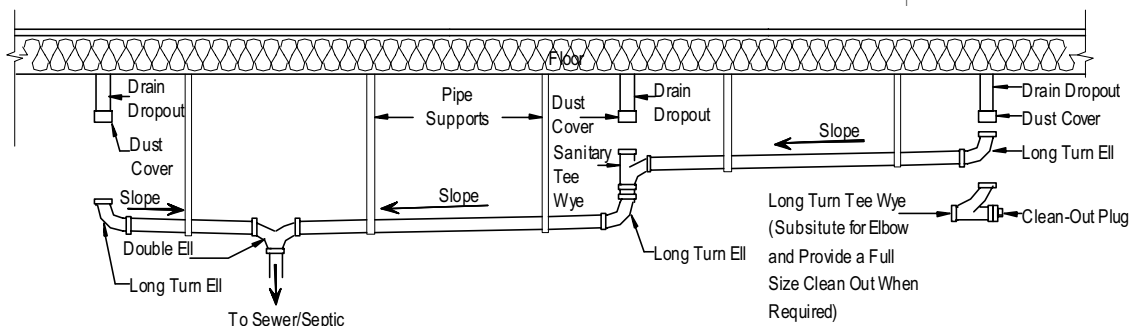 Floor
Drain
Dropout
Dust
Cover
Pipe
Supports
Dust
Cover
Drain
Dropout
Sanitary
Tee
Wye
Slope
Drain Dropout
Dust Cover
Long Turn Ell
Slope
Slope
Double Ell
Long Turn Ell
To Sewer/Septic
Long Turn Ell
Long Turn Tee Wye
(Subsitute for Elbow
and Provide a Full
Size Clean Out When
Required)
Clean-Out Plug